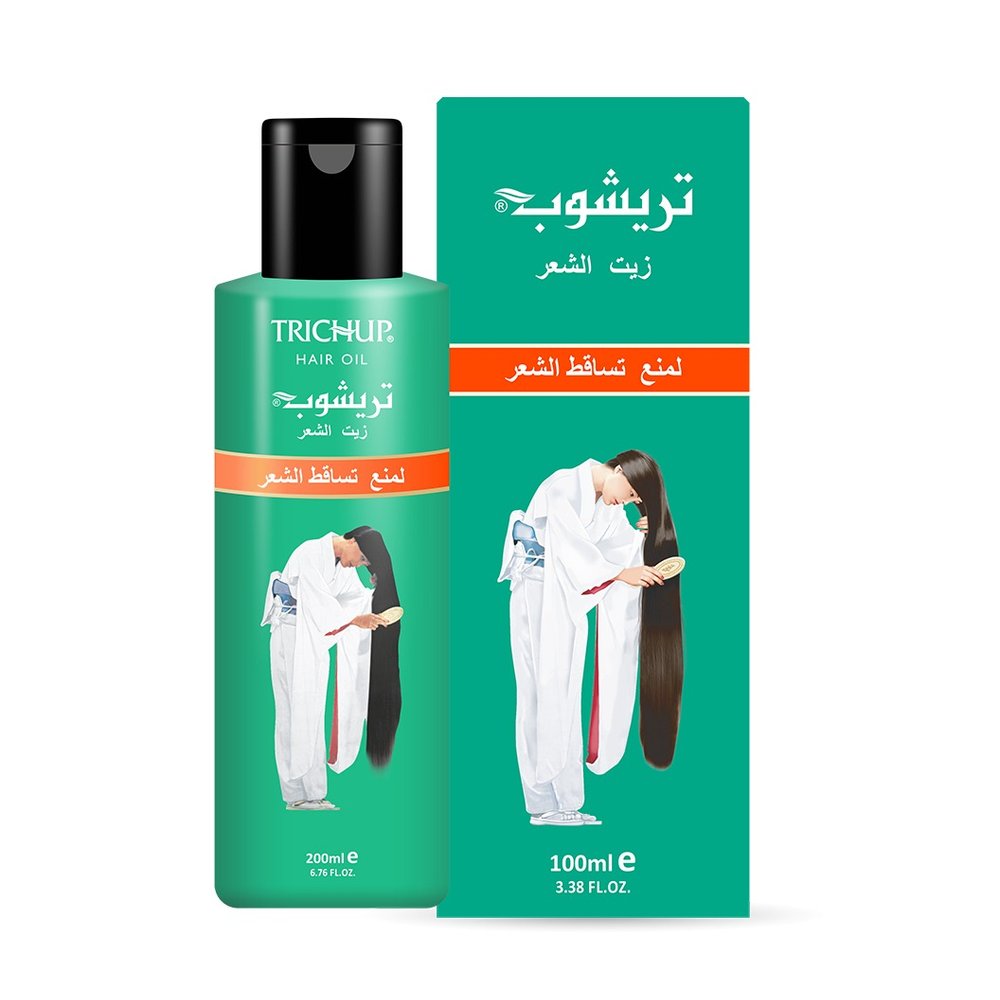 TRICHUP®
HAIR OIL
تريشوب®
زيت الشعر
لمنع تساقط الشعر
200ml e
6.76 FL.OZ.
تريشوب®
زيت الشعر
لمنع تساقط الشعر
100ml e
3.38 FL.OZ.